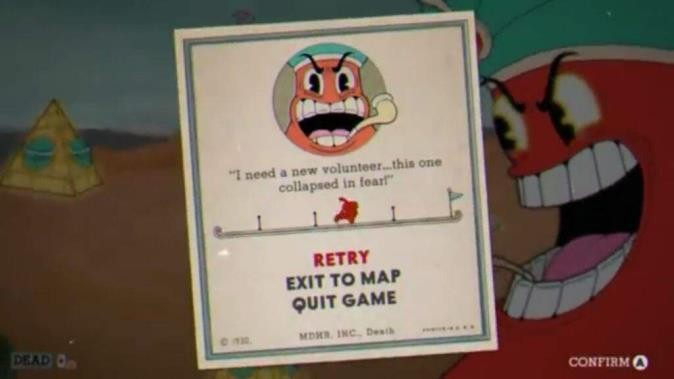 "I need a new volunteer...this one
collapsed in fear!"
RETRY
EXIT TO MAP
QUIT GAME
© 1930, MDHR, INC., Death
DEAD
CONFIRM A